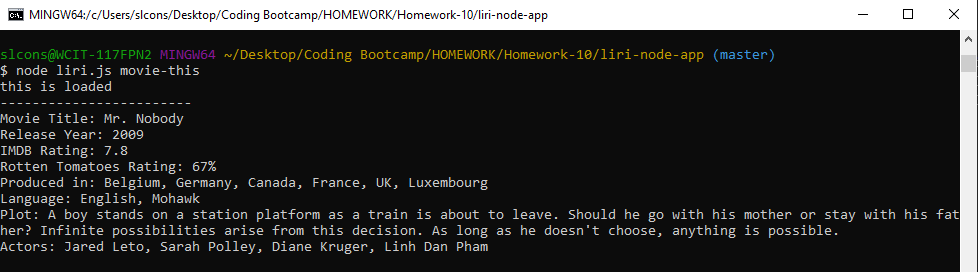 MINGW64:/c/Users/slcons/Desktop/Coding Bootcamp/HOMEWORK/Homework-10/liri-node-app
slcons@WCIT-117FPN2 MINGW64 ~/Desktop/Coding Bootcamp/HOMEWORK/Homework-10/liri-node-app (master)
$ node liri.js movie-this
this is loaded
------------------------
Movie Title: Mr. Nobody
Release Year: 2009
IMDB Rating: 7.8
Rotten Tomatoes Rating: 67%
Produced in: Belgium, Germany, Canada, France, UK, Luxembourg
Language: English, Mohawk
Plot: A boy stands on a station platform as a train is about to leave. Should he go with his mother or stay with his fat
her? Infinite possibilities arise from this decision. As long as he doesn't choose, anything is possible.
Actors: Jared Leto, Sarah Polley, Diane Kruger, Linh Dan Pham